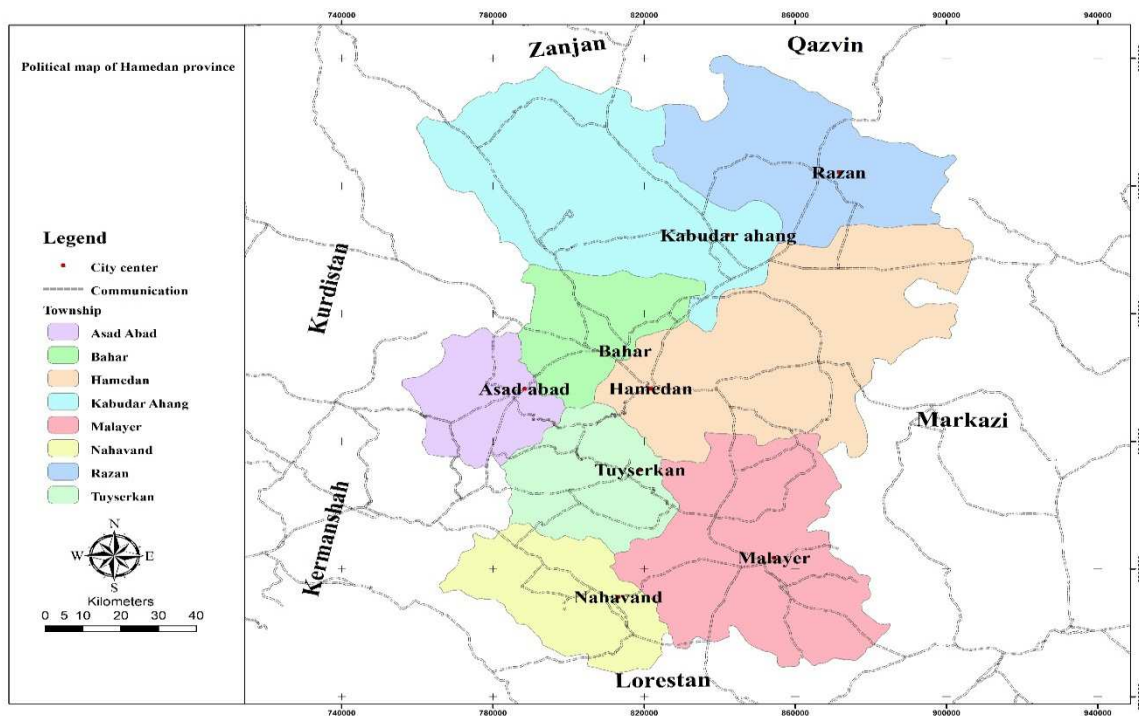 Political map of Hamedan province
Legend
City center
Communication
Township
Asad Abad
Bahar
Hamedan
Kabudar Ahang
Malayer
Nahavand
Razan
Tuyserkan
N
W E
S
Kilometers
0 5 10 20 30 40
740000 780000 820000 860000 900000 940000
Zanjan
Qazvin
Razan
Kabudar ahang
Kurdistan
Bahar
Asad abad
Hamedan
Markazi
Tuyserkan
Kermanshah
Malayer
Nahavand
Lorestan
740000 780000 820000 860000 900000 940000